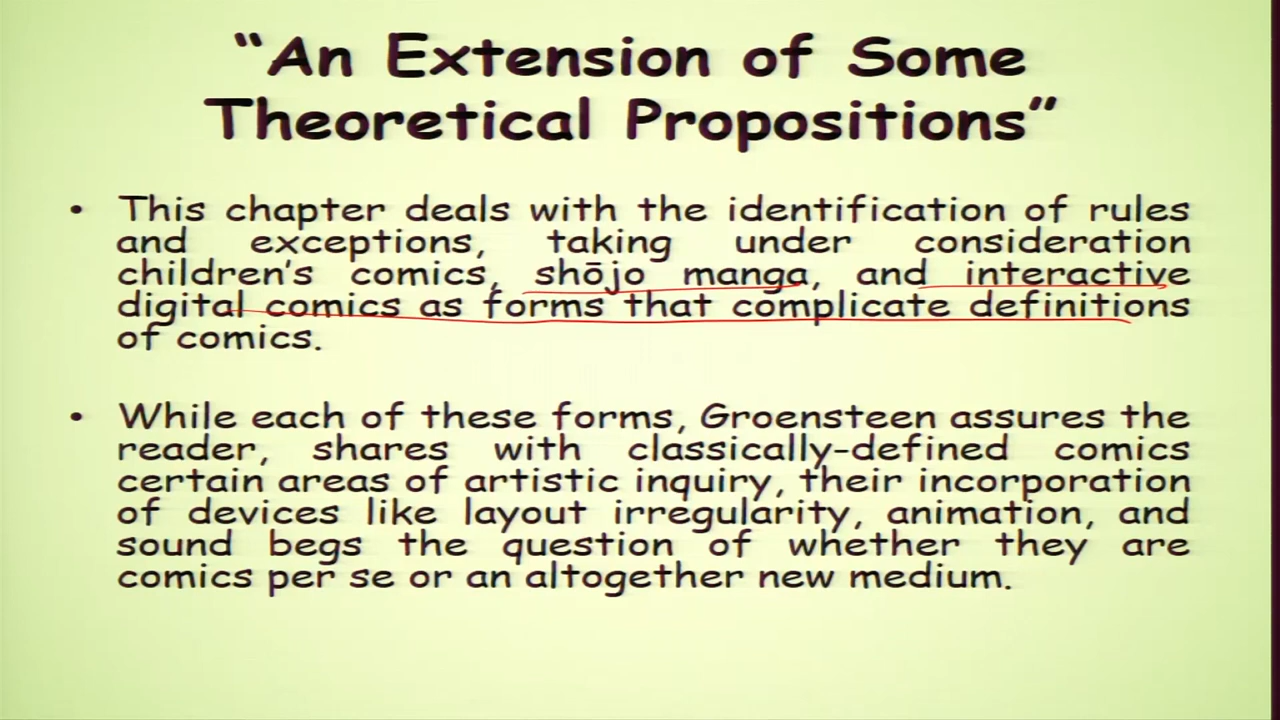 “An Extension of Some
Theoretical Propositions”
• This chapter deals with the identification of rules
and exceptions, taking under consideration
children’s comics, shōjo manga, and interactive
digital comics as forms that complicate definitions
of comics.
• While each of these forms, Groensteen assures the
reader, shares with classically-defined comics
certain areas of artistic inquiry, their incorporation
of devices like layout irregularity, animation, and
sound begs the question of whether they are
comics per se or an altogether new medium.